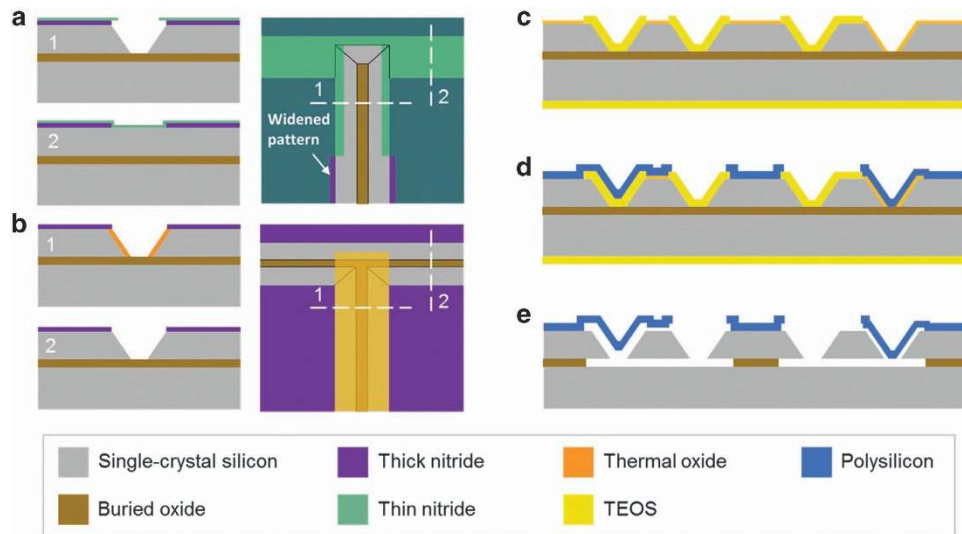 a
1
2
Widened
pattern
1
2
b
1
2
1
2
c
d
e
Single-crystal silicon
Thick nitride
Thermal oxide
Polysilicon
Buried oxide
Thin nitride
TEOS